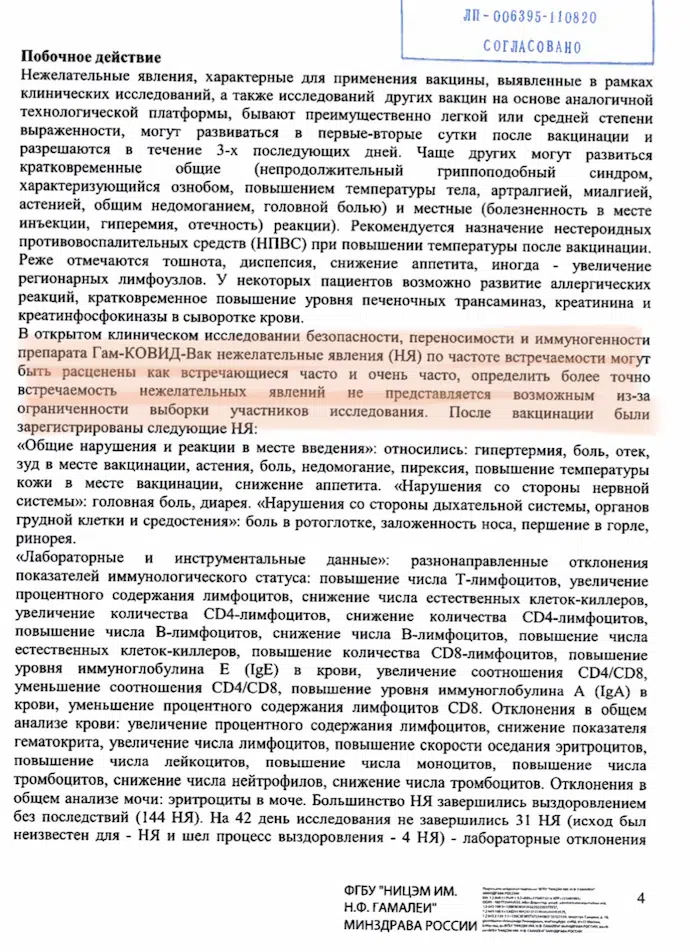 ЛП-006395-110820
СОГЛАСОВАНО
Побочное действие
Нежелательные явления, характерные для применения вакцины, выявленные в рамках
клинических исследований, а также исследований других вакцин на основе аналогичной
технологической платформы, бывают преимущественно легкой или средней степени
выраженности, могут развиваться в первые-вторые сутки после вакцинации и
разрешаются в течение 3-х последующих дней. Чаще других могут развиться
кратковременные общие (непродолжительный гриппоподобный синдром,
характеризующийся ознобом, повышением температуры тела, артралгией, миалгией,
астенией, общим недомоганием, головной болью) и местные (болезненность в месте
инъекции, гиперемия, отечность) реакции). Рекомендуется назначение нестероидных
противовоспалительных средств (НПВС) при повышении температуры после вакцинации.
Реже отмечаются тошнота, диспепсия, снижение аппетита, иногда - увеличение
регионарных лимфоузлов. У некоторых пациентов возможно развитие аллергических
реакций, кратковременное повышение уровня печеночных трансаминаз, креатинина и
креатинфосфокиназы в сыворотке крови.
В открытом клиническом исследовании безопасности, переносимости и иммуногенности
препарата Гам-КОВИД-Вак нежелательные явления (НЯ) по частоте встречаемости могут
быть расценены как встречающиеся часто и очень часто, определить более точно
встречаемость нежелательных явлений не представляется возможным из-за
ограниченности выборки участников исследования. После вакцинации были
зарегистрированы следующие НЯ:
«Общие нарушения и реакции в месте введения»: относились: гипертермия, боль, отек,
зуд в месте вакцинации, астения, боль, недомогание, пирексия, повышение температуры
кожи в месте вакцинации, снижение аппетита. «Нарушения со стороны нервной
системы»: головная боль, диарея. «Нарушения со стороны дыхательной системы, органов
грудной клетки и средостения»: боль в ротоглотке, заложенность носа, першение в горле,
ринорея.
«Лабораторные и инструментальные данные»: разнонаправленные отклонения
показателей иммунологического статуса: повышение числа Т-лимфоцитов, увеличение
процентного содержания лимфоцитов, снижение числа естественных клеток-киллеров,
увеличение количества CD4-лимфоцитов, снижение количества CD4-лимфоцитов,
повышение числа В-лимфоцитов, снижение числа В-лимфоцитов, повышение числа
естественных клеток-киллеров, повышение количества CD8-лимфоцитов, повышение
уровня иммуноглобулина E (IgE) в крови, увеличение соотношения CD4/CD8,
уменьшение соотношения CD4/CD8, повышение уровня иммуноглобулина A (IgA) в
крови, уменьшение процентного содержания лимфоцитов CD8. Отклонения в общем
анализе крови: увеличение процентного содержания лимфоцитов, снижение показателя
гематокрита, увеличение числа лимфоцитов, повышение скорости оседания эритроцитов,
повышение числа лейкоцитов, повышение числа моноцитов, повышение числа
тромбоцитов, снижение числа нейтрофилов, снижение числа тромбоцитов. Отклонения в
общем анализе мочи: эритроциты в моче. Большинство НЯ завершились выздоровлением
без последствий (144 НЯ). На 42 день исследования не завершились 31 НЯ (исход был
неизвестен для - НЯ и шел процесс выздоровления - 4 НЯ) - лабораторные отклонения
ФГБУ "НИЦЭМ ИМ.
Н.Ф. ГАМАЛЕИ"
МИНЗДРАВА РОССИИ
4